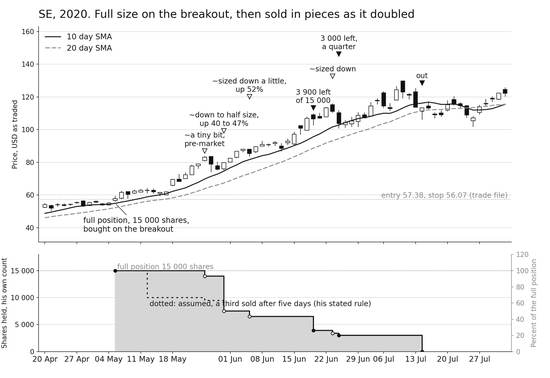 SE, 2020. Full size on the breakout, then sold in pieces as it doubled
160
140
120
100
80
60
40
Price, USD as traded
10 day SMA
20 day SMA
3 000 left,
a quarter
~sized down
out
~sized down a little,
up 52%
3 900 left
of 15 000
~down to half size,
up 40 to 47%
~a tiny bit,
pre-market
entry 57.38, stop 56.07 (trade file)
full position, 15 000 shares,
bought on the breakout
Shares held, his own count
15 000
10 000
5 000
0
full position 15 000 shares
dotted: assumed, a third sold after five days (his stated rule)
120
100
80
60
40
20
0
Percent of the full position
20 Apr
27 Apr
04 May
11 May
18 May
01 Jun
08 Jun
15 Jun
22 Jun
29 Jun
06 Jul
13 Jul
20 Jul
27 Jul